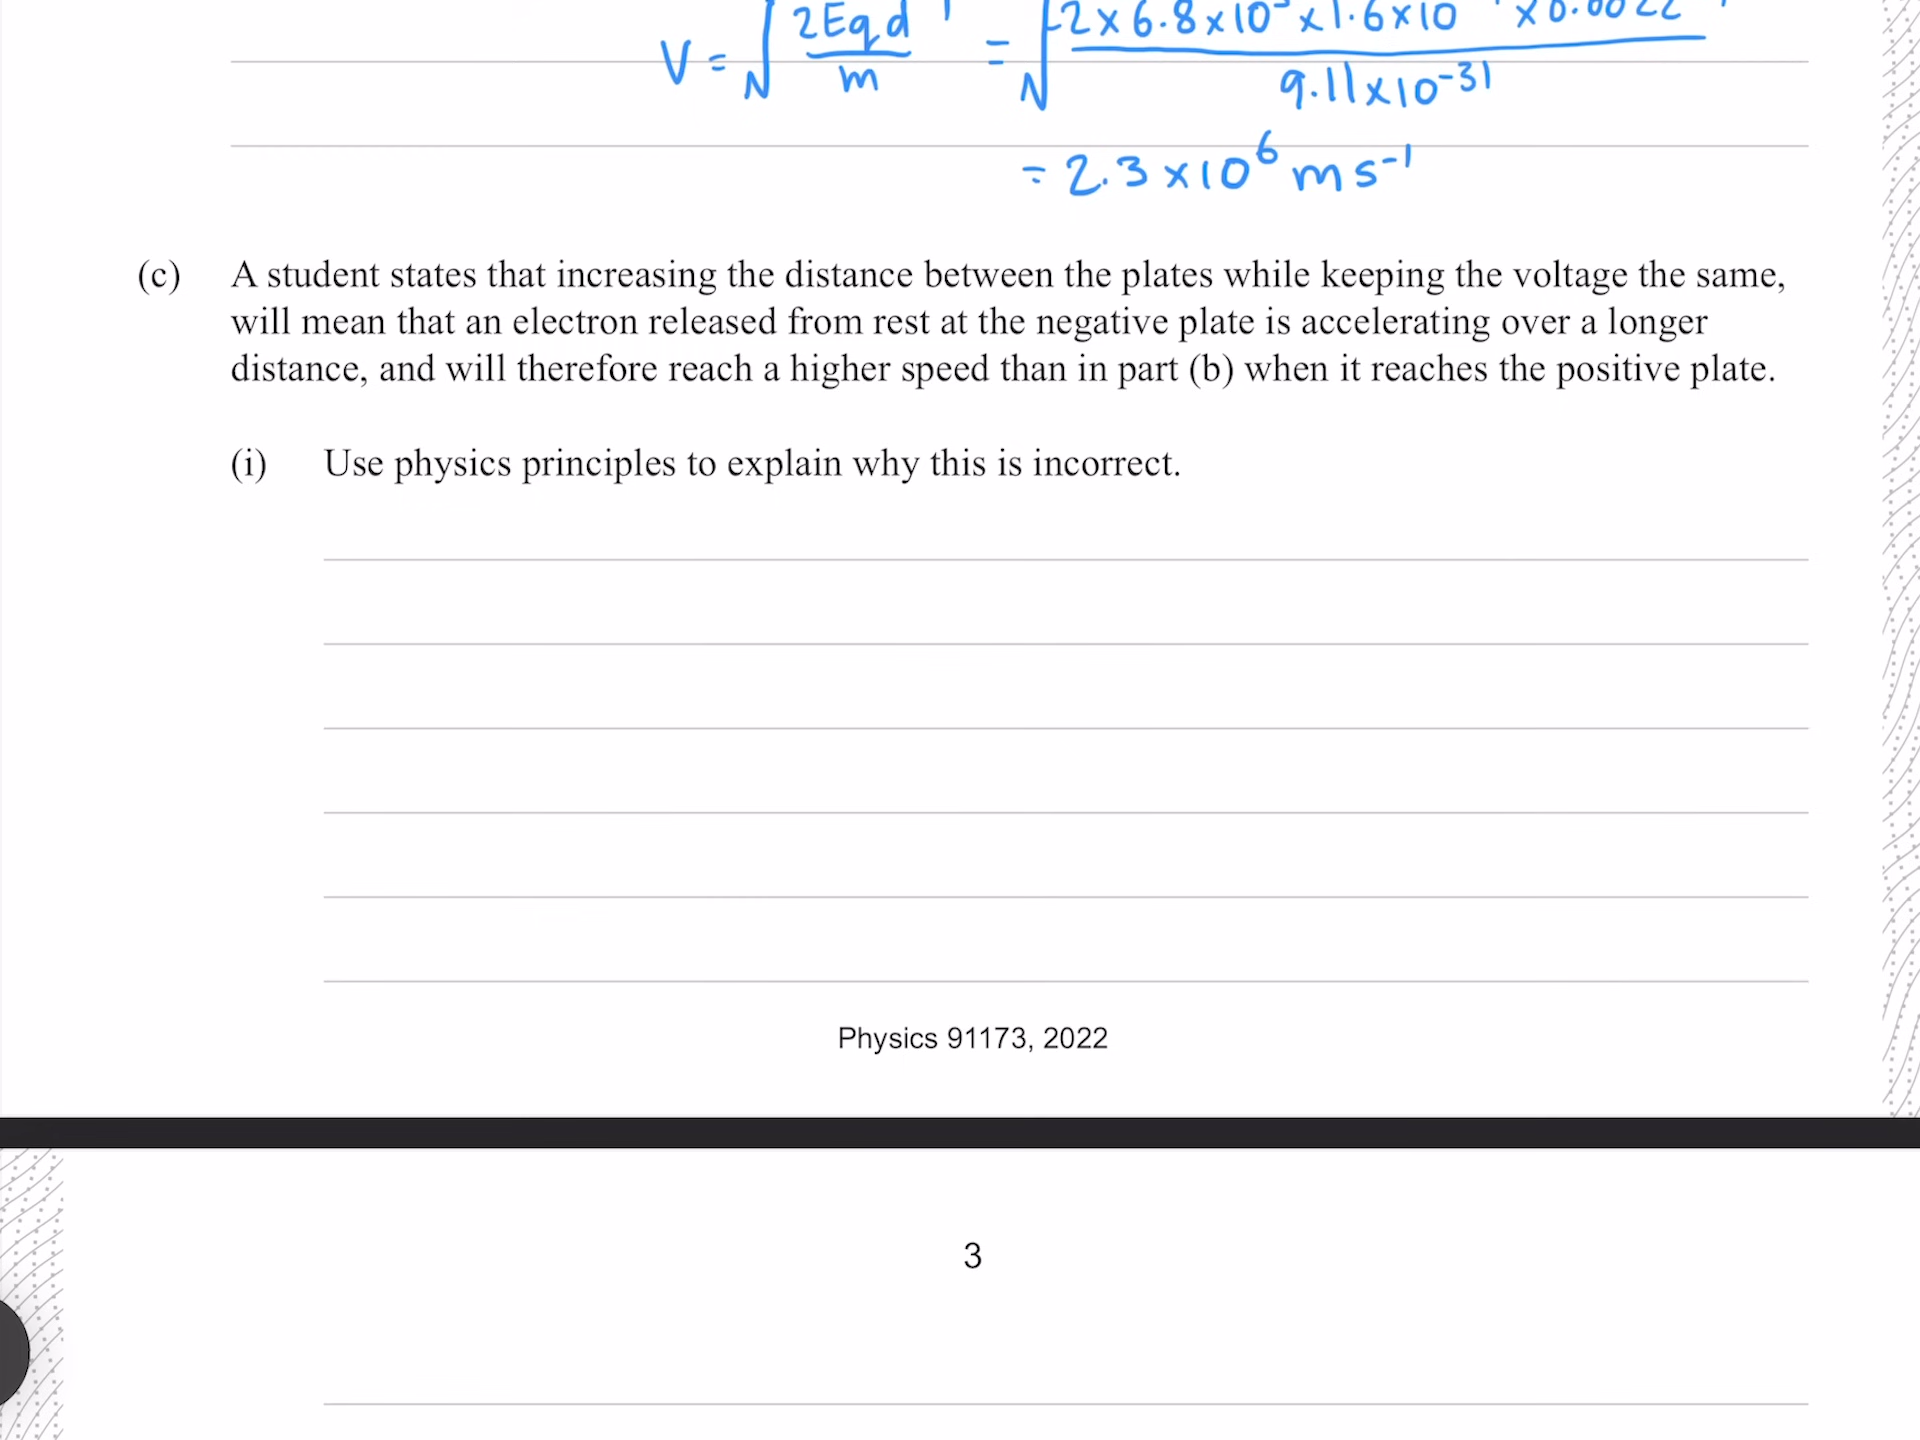 V = √ 2Eqd / m = √ 2 × 6.8 × 10 × 1.6 × 10 × 0.0022 / 9.11 × 10⁻³¹
= 2.3 × 10⁶ m s⁻¹
(c) A student states that increasing the distance between the plates while keeping the voltage the same,
will mean that an electron released from rest at the negative plate is accelerating over a longer
distance, and will therefore reach a higher speed than in part (b) when it reaches the positive plate.
(i) Use physics principles to explain why this is incorrect.
Physics 91173, 2022
3